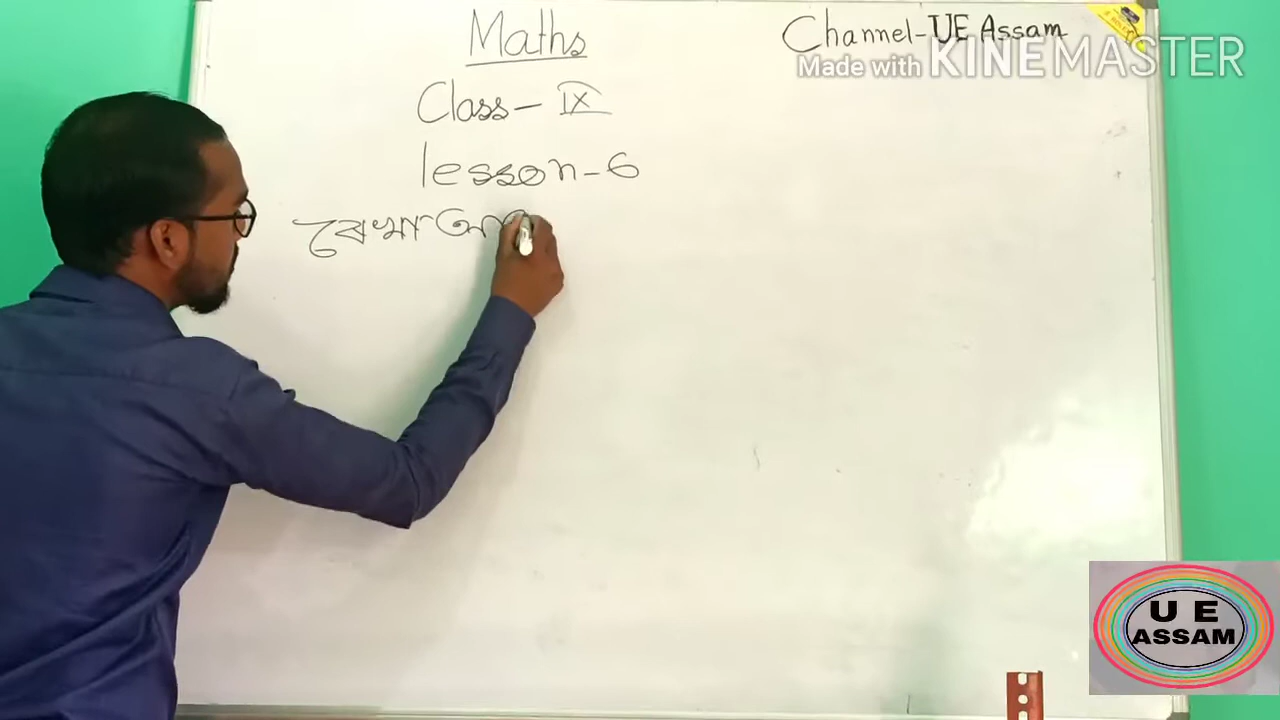 Maths
Channel-UE Assam
Made with KINEMASTER
Class - IX
lesson-6
ৰেখা আ
U E
ASSAM